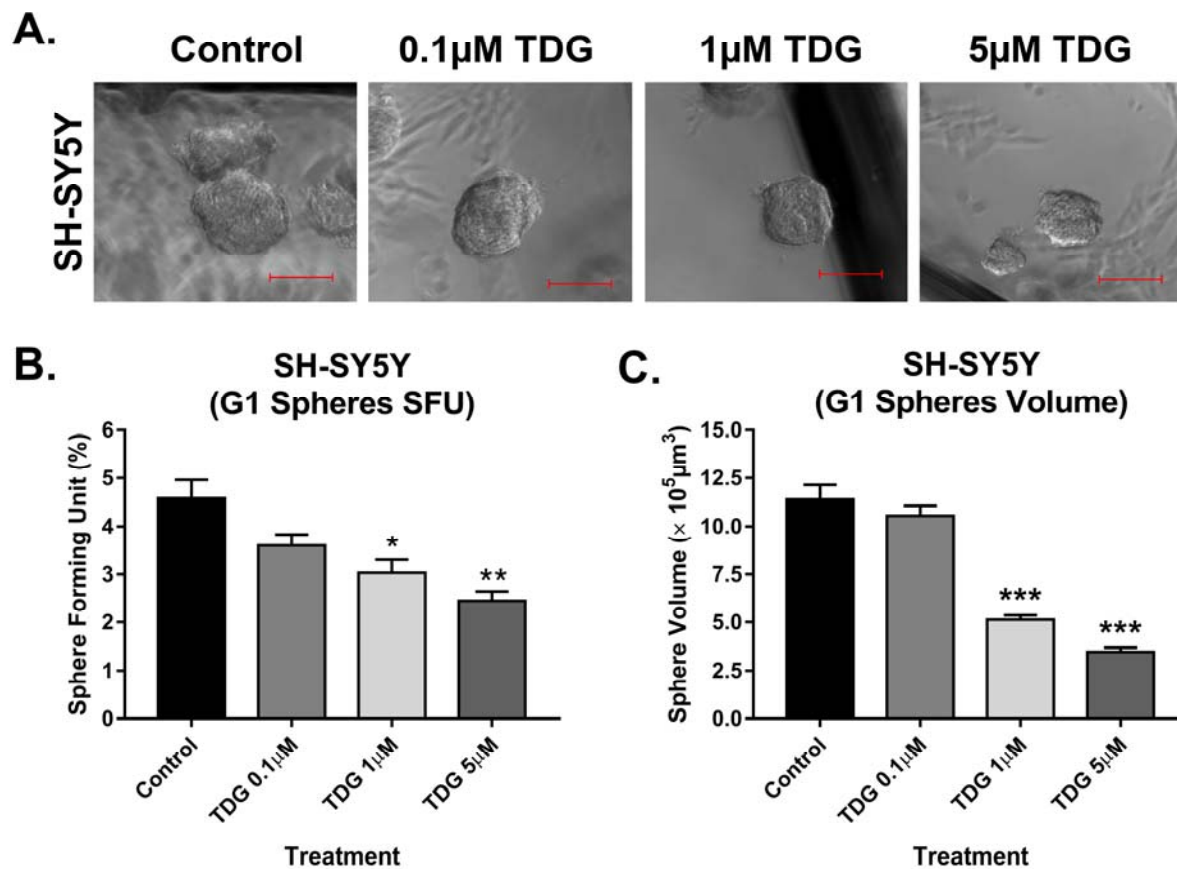 A.
Control
0.1µM TDG
1µM TDG
5µM TDG
SH-SY5Y
B.
SH-SY5Y
(G1 Spheres SFU)
Sphere Forming Unit (%)
6
5
4
3
2
1
0
*
**
Control
TDG 0.1µM
TDG 1µM
TDG 5µM
Treatment
C.
SH-SY5Y
(G1 Spheres Volume)
Sphere Volume (× 10⁵µm³)
15.0
12.5
10.0
7.5
5.0
2.5
0.0
***
***
Control
TDG 0.1µM
TDG 1µM
TDG 5µM
Treatment